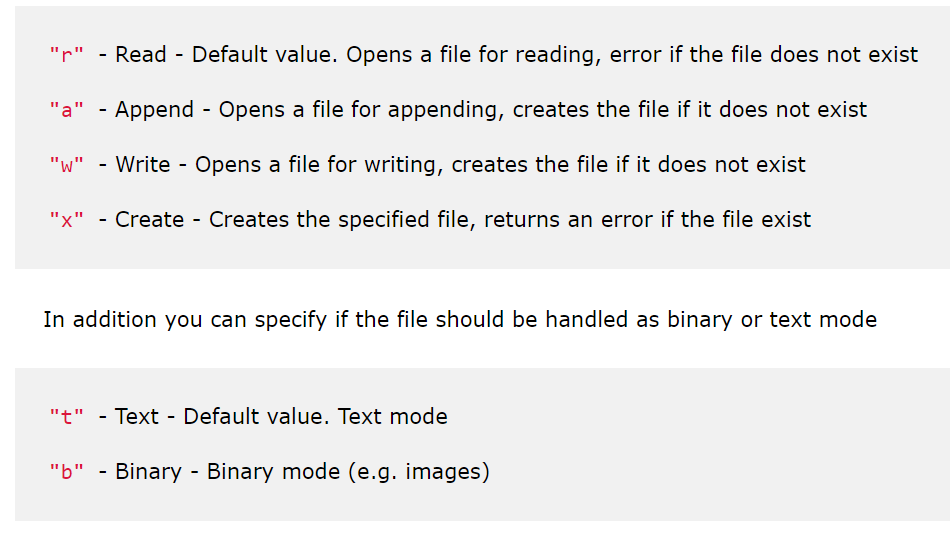 "r" - Read - Default value. Opens a file for reading, error if the file does not exist
"a" - Append - Opens a file for appending, creates the file if it does not exist
"w" - Write - Opens a file for writing, creates the file if it does not exist
"x" - Create - Creates the specified file, returns an error if the file exist
In addition you can specify if the file should be handled as binary or text mode
"t" - Text - Default value. Text mode
"b" - Binary - Binary mode (e.g. images)